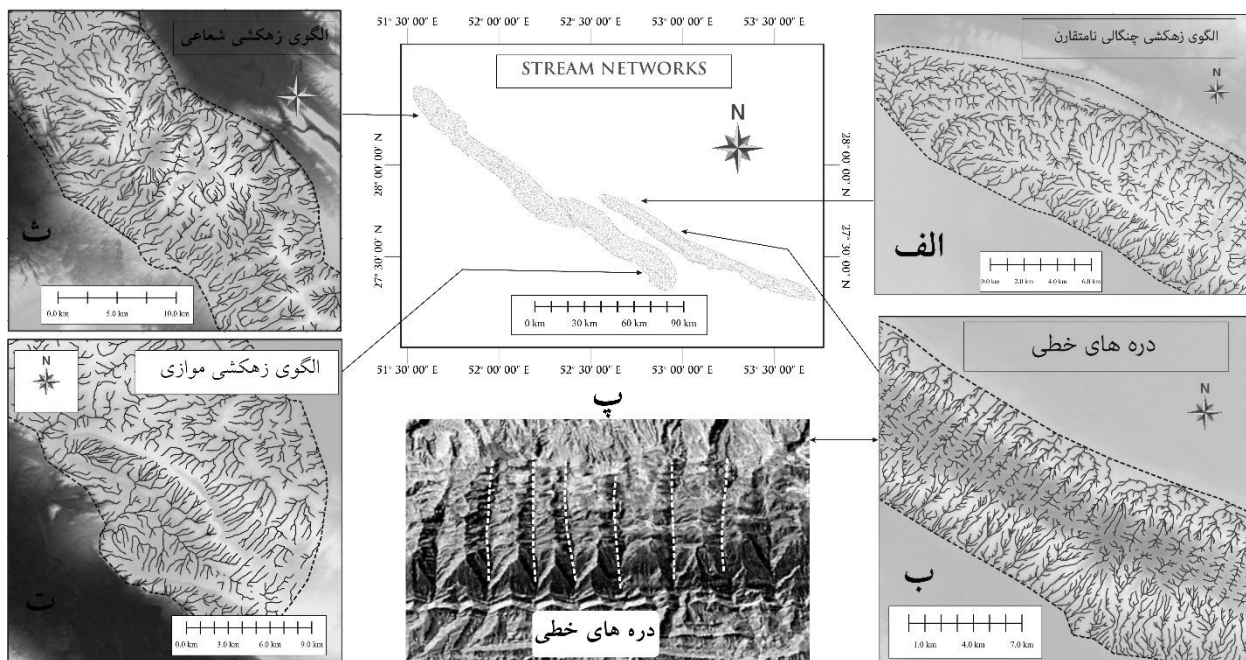 الگوی زهکشی شعاعی
N
ث
0.0 km 5.0 km 10.0 km
51° 30' 00" E 52° 00' 00" E 52° 30' 00" E 53° 00' 00" E 53° 30' 00" E
STREAM NETWORKS
N
28° 00' 00" N
28° 00' 00" N
27° 30' 00" N
27° 30' 00" N
0 km 30 km 60 km 90 km
51° 30' 00" E 52° 00' 00" E 52° 30' 00" E 53° 00' 00" E 53° 30' 00" E
الگوی زهکشی چنگالی نامتقارن
N
الف
0.0 km 2.0 km 4.0 km 6.0 km
N
الگوی زهکشی موازی
ت
0.0 km 3.0 km 6.0 km 9.0 km
پ
دره های خطی
دره های خطی
N
ب
1.0 km 4.0 km 7.0 km